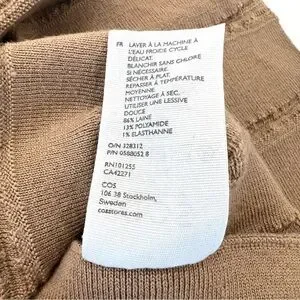 FR LAVER À LA MACHINE À
L'EAU FROIDE CYCLE
DÉLICAT.
BLANCHIR SANS CHLORE
SI NÉCESSAIRE.
SÉCHER À PLAT.
REPASSER À TEMPÉRATURE
MOYENNE
NETTOYAGE À SEC.
UTILISER UNE LESSIVE
DOUCE
86% LAINE
13% POLYAMIDE
1% ELASTHANNE
O/N 328312
P/N 0588052 8
RN101255
CA42271
COS
106 38 Stockholm,
Sweden
cosstores.com